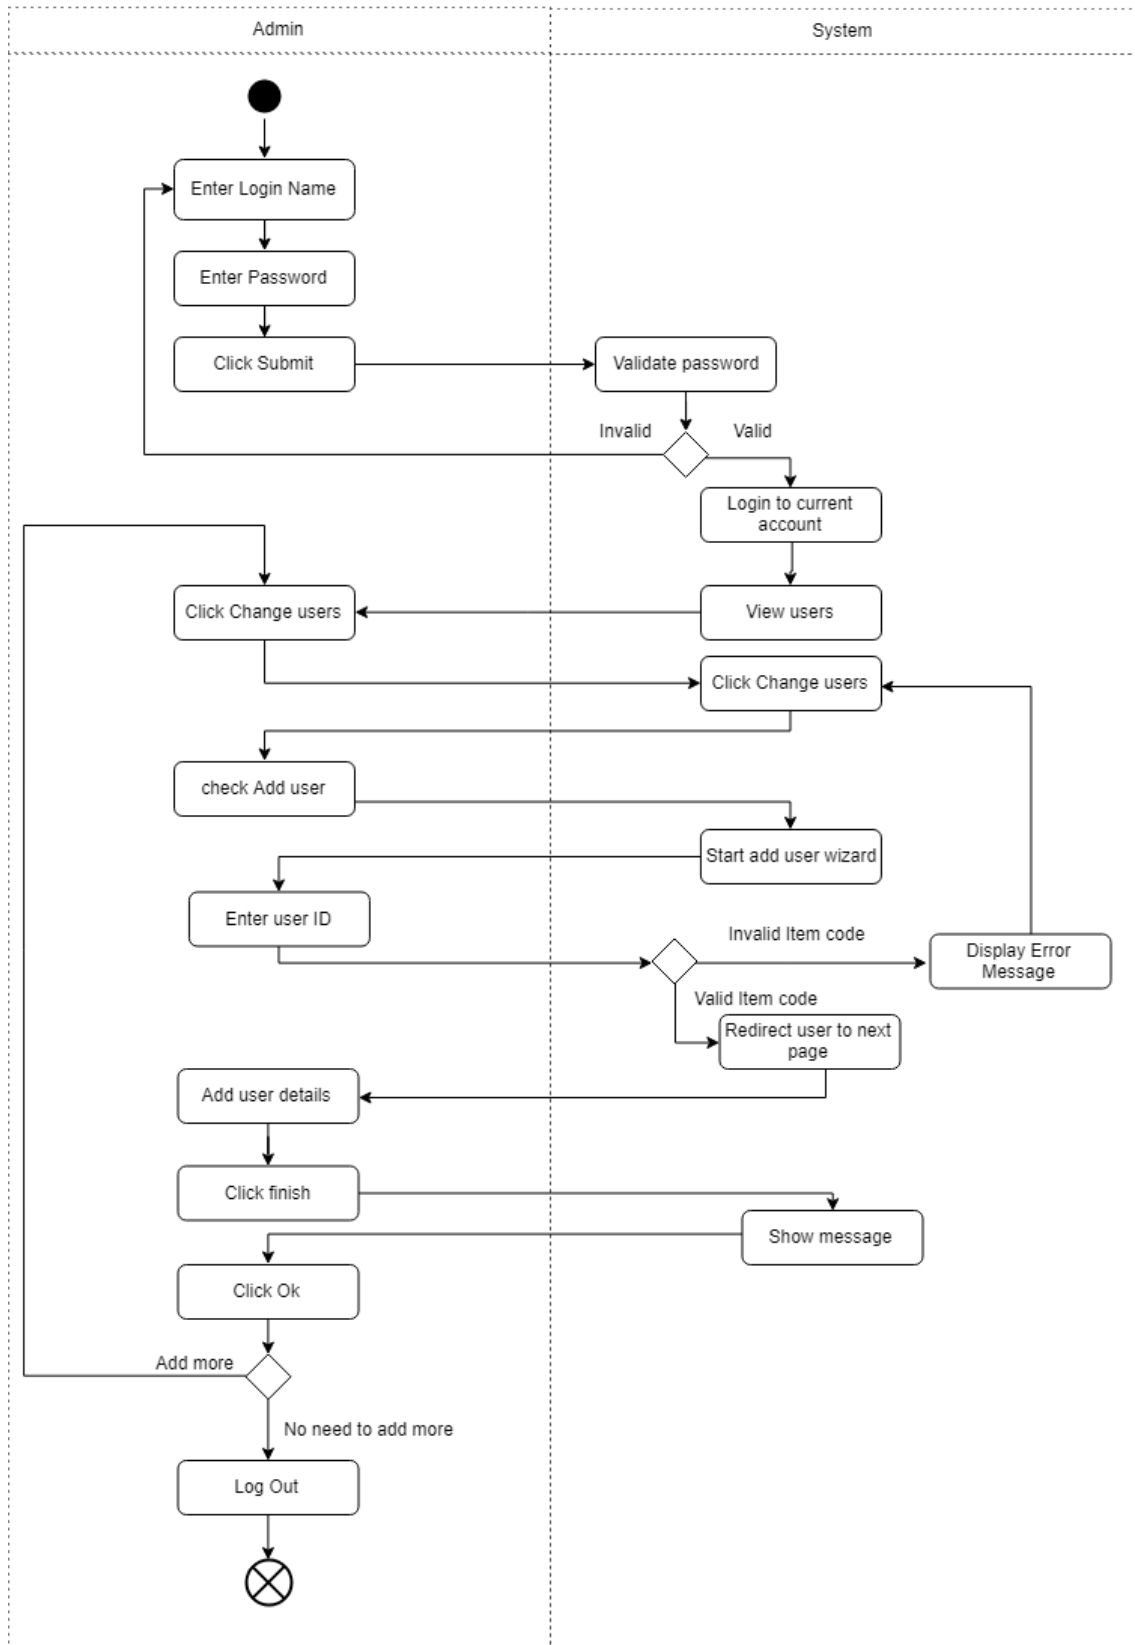 Admin
System
Enter Login Name
Enter Password
Click Submit
Validate password
Invalid
Valid
Login to current
account
Click Change users
View users
Click Change users
check Add user
Start add user wizard
Enter user ID
Invalid Item code
Display Error
Message
Valid Item code
Redirect user to next
page
Add user details
Click finish
Show message
Click Ok
Add more
No need to add more
Log Out